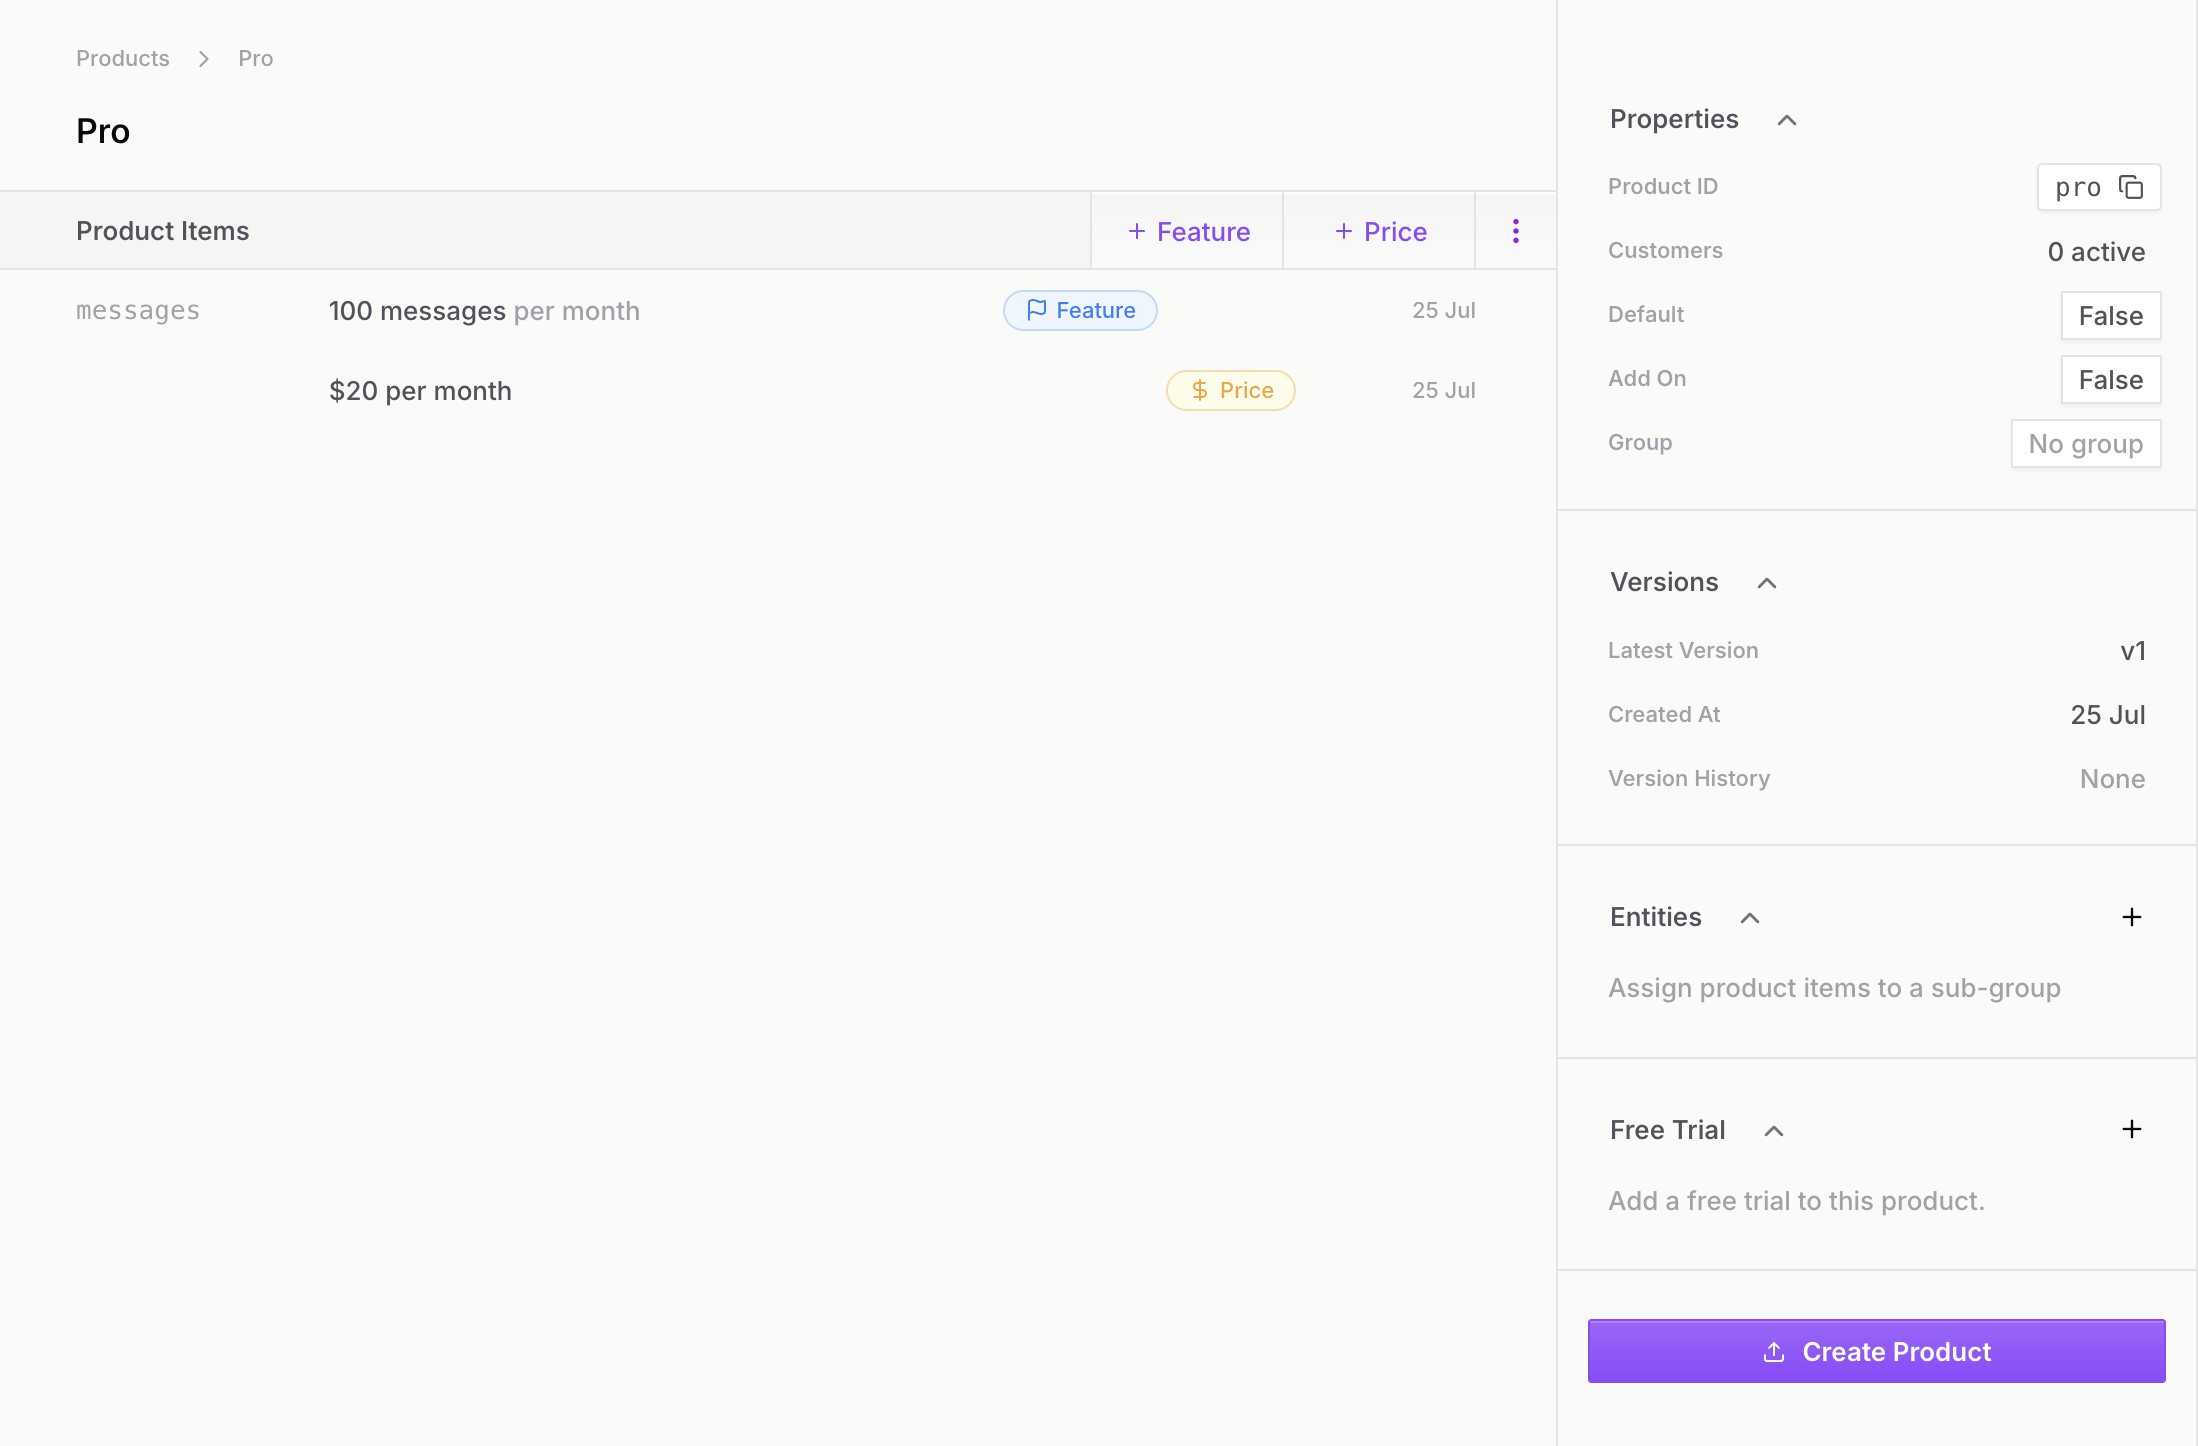 Products > Pro
Pro
Product Items
+ Feature
+ Price
messages 100 messages per month Feature 25 Jul
$20 per month Price 25 Jul
Properties
Product ID pro
Customers 0 active
Default False
Add On False
Group No group
Versions
Latest Version v1
Created At 25 Jul
Version History None
Entities
Assign product items to a sub-group
Free Trial
Add a free trial to this product.
Create Product